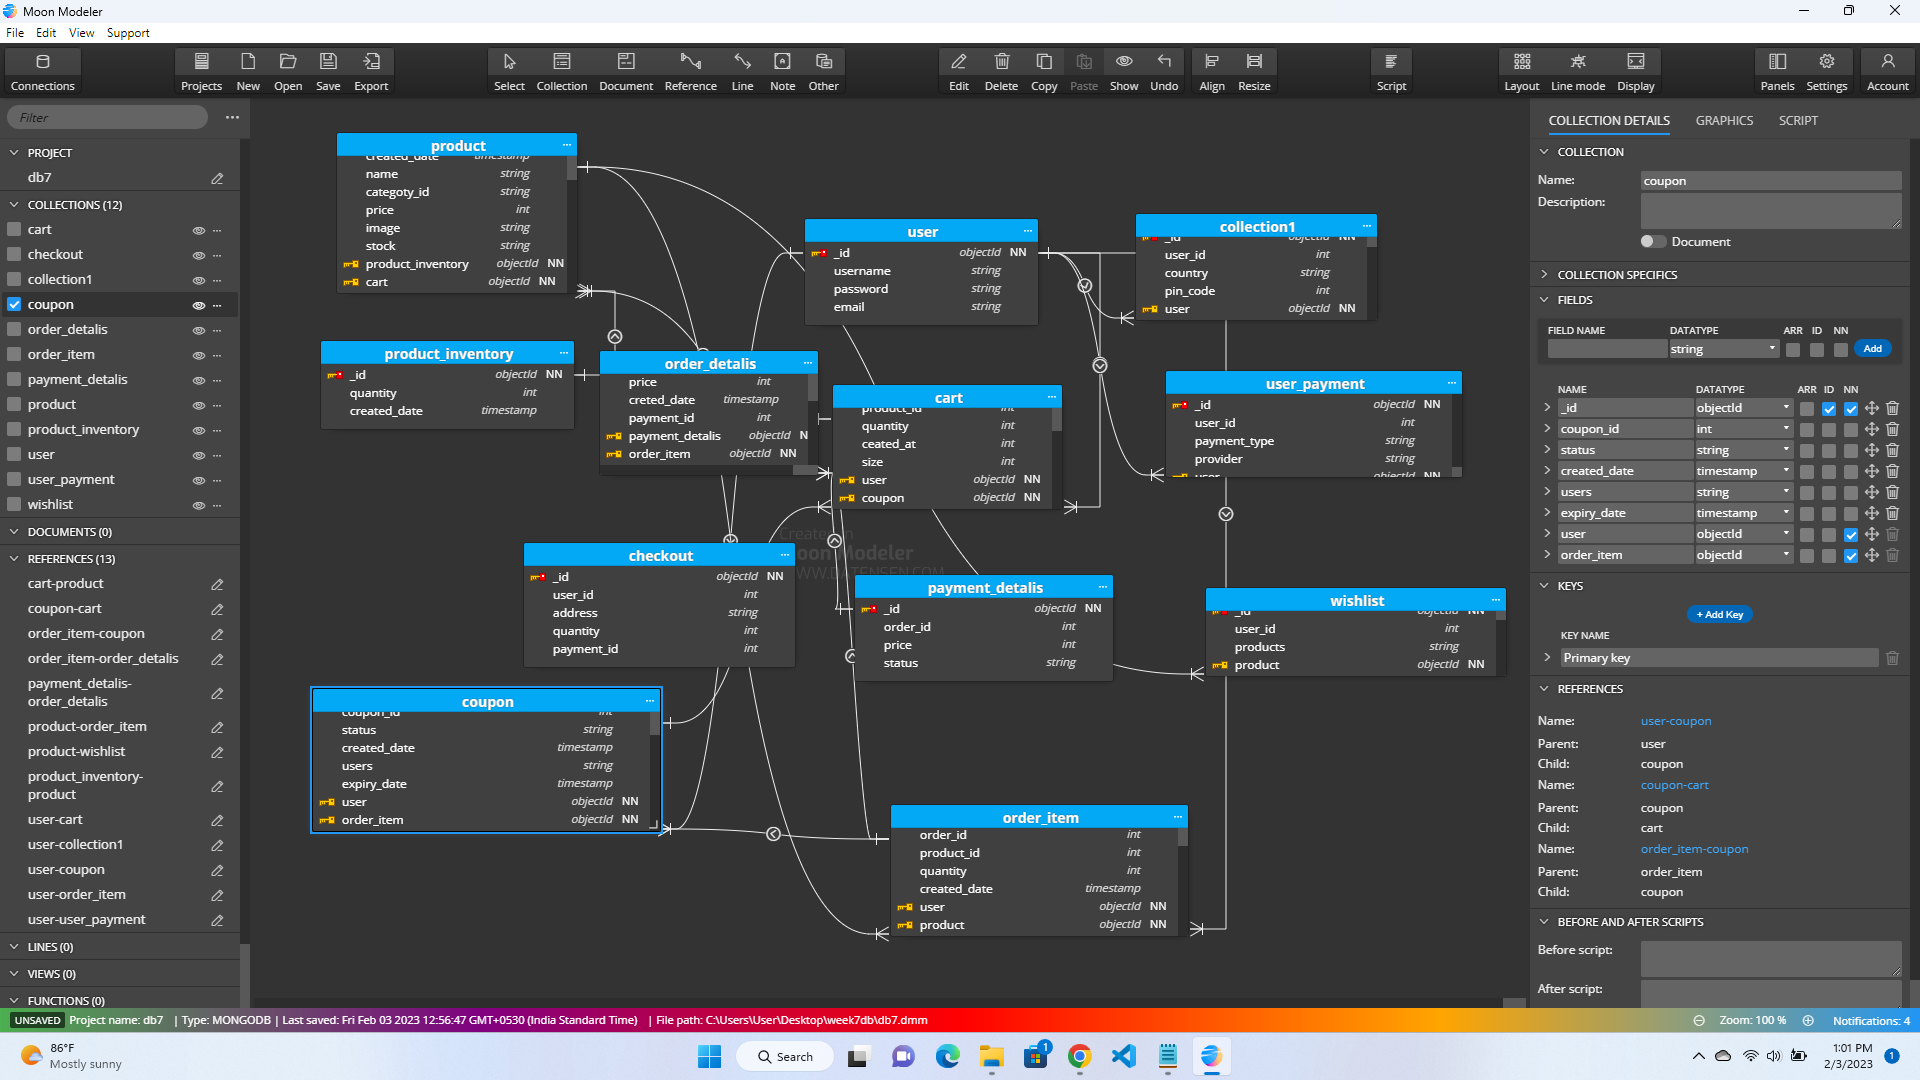 Moon Modeler
File Edit View Support
Connections Projects New Open Save Export Select Collection Document Reference Line Note Other Edit Delete Copy Paste Show Undo Align Resize Script Layout Line mode Display Panels Settings Account
Filter
PROJECT
db7
COLLECTIONS (12)
cart
checkout
collection1
coupon
order_detalis
order_item
payment_detalis
product
product_inventory
user
user_payment
wishlist
DOCUMENTS (0)
REFERENCES (13)
cart-product
coupon-cart
order_item-coupon
order_item-order_detalis
payment_detalis-
order_detalis
product-order_item
product-wishlist
product_inventory-
product
user-cart
user-collection1
user-coupon
user-order_item
user-user_payment
LINES (0)
VIEWS (0)
FUNCTIONS (0)
product
created_date timestamp
name string
categoty_id string
price int
image string
stock string
product_inventory objectId NN
cart objectId NN
user
_id objectId NN
username string
password string
email string
collection1
_id objectId NN
user_id int
country string
pin_code int
user objectId NN
product_inventory
_id objectId NN
quantity int
created_date timestamp
order_detalis
price int
creted_date timestamp
payment_id int
payment_detalis objectId N
order_item objectId NN
cart
product_id int
quantity int
ceated_at int
size int
user objectId NN
coupon objectId NN
user_payment
_id objectId NN
user_id int
payment_type string
provider string
user objectId NN
Created in
Moon Modeler
WWW.DATENSEN.COM
checkout
_id objectId NN
user_id int
address string
quantity int
payment_id int
payment_detalis
_id objectId NN
order_id int
price int
status string
wishlist
_id objectId NN
user_id int
products string
product objectId NN
coupon
coupon_id int
status string
created_date timestamp
users string
expiry_date timestamp
user objectId NN
order_item objectId NN
order_item
order_id int
product_id int
quantity int
created_date timestamp
user objectId NN
product objectId NN
COLLECTION DETAILS GRAPHICS SCRIPT
COLLECTION
Name: coupon
Description:
Document
COLLECTION SPECIFICS
FIELDS
FIELD NAME DATATYPE ARR ID NN
string Add
NAME DATATYPE ARR ID NN
_id objectId
coupon_id int
status string
created_date timestamp
users string
expiry_date timestamp
user objectId
order_item objectId
KEYS
+ Add Key
KEY NAME
Primary key
REFERENCES
Name: user-coupon
Parent: user
Child: coupon
Name: coupon-cart
Parent: coupon
Child: cart
Name: order_item-coupon
Parent: order_item
Child: coupon
BEFORE AND AFTER SCRIPTS
Before script:
After script:
UNSAVED Project name: db7 | Type: MONGODB | Last saved: Fri Feb 03 2023 12:56:47 GMT+0530 (India Standard Time) | File path: C:\Users\User\Desktop\week7db\db7.dmm Zoom: 100 % Notifications: 4
86°F
Mostly sunny
Search
1
1:01 PM
2/3/2023
1